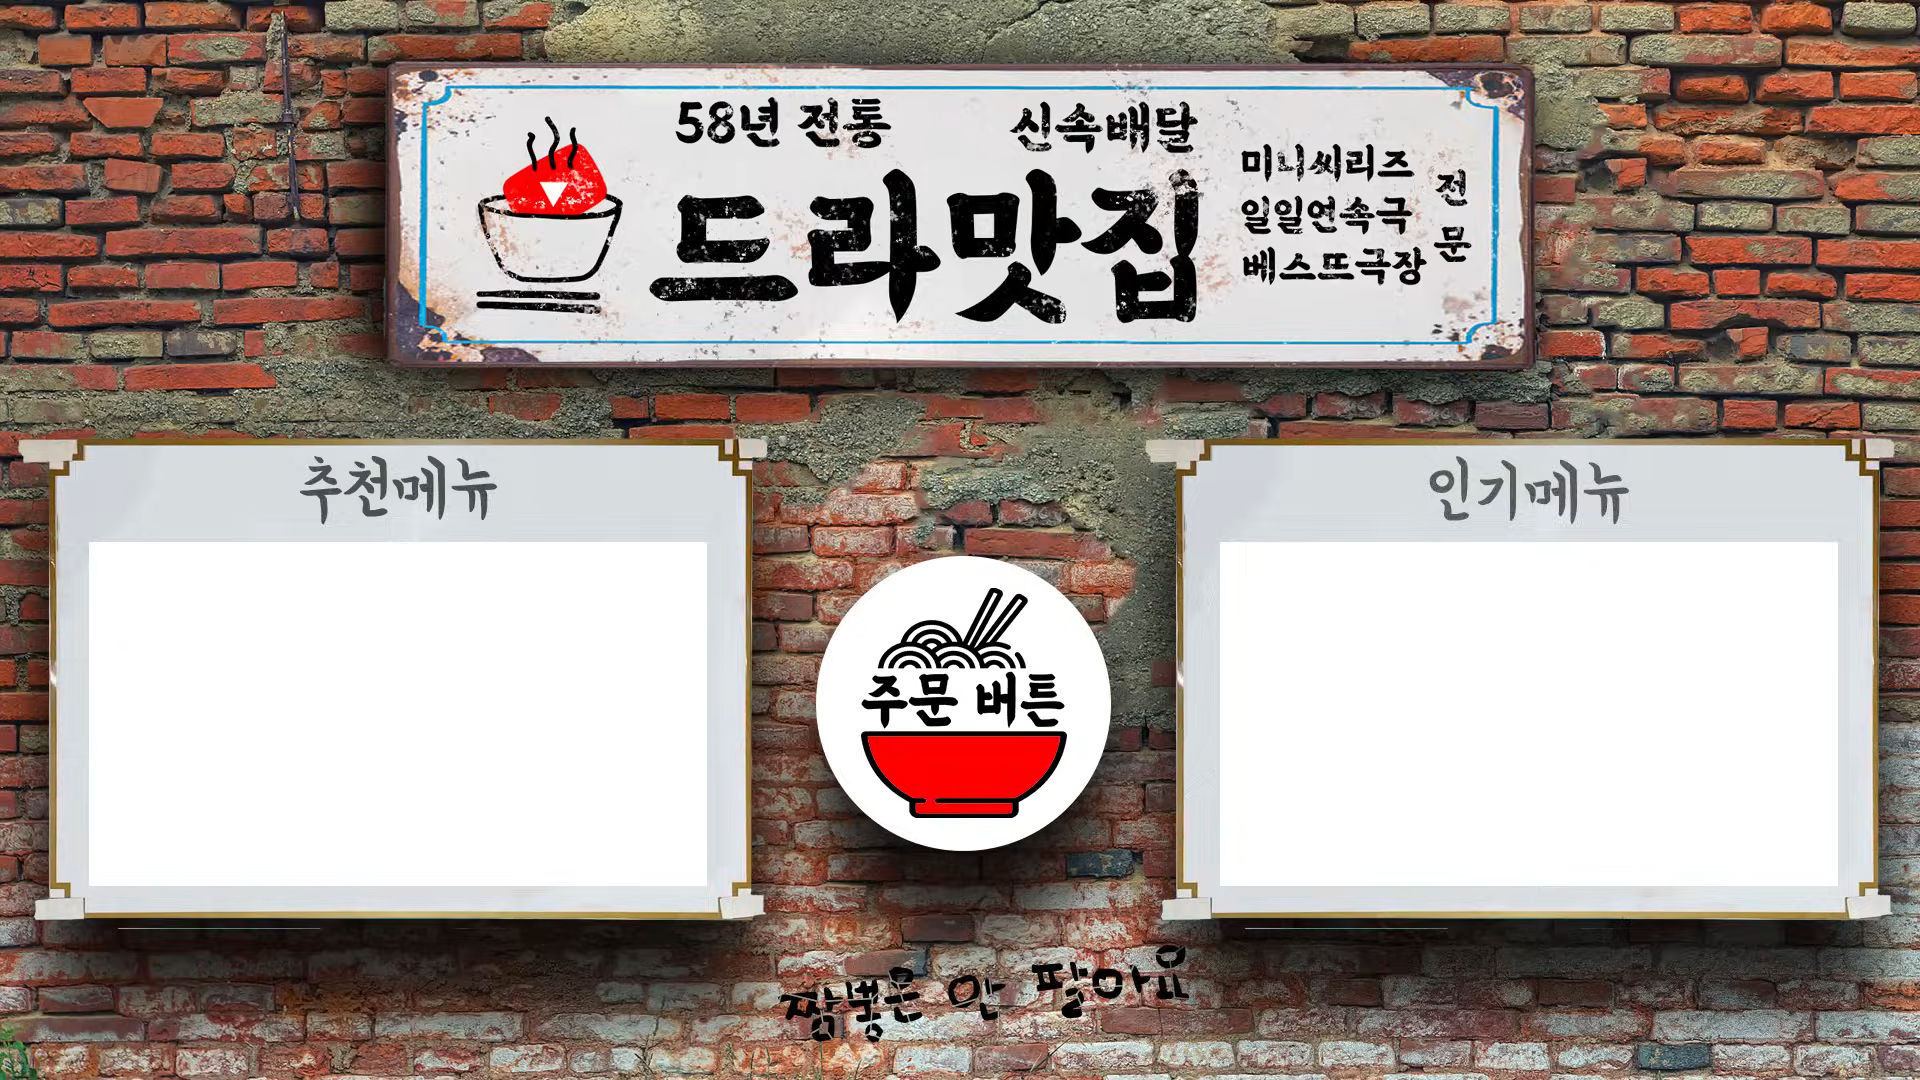 58년 전통 신속배달
드라맛집
미니씨리즈
일일연속극
베스뜨극장
전문
추천메뉴
인기메뉴
주문 버튼
짬뽕은 안 팔아요